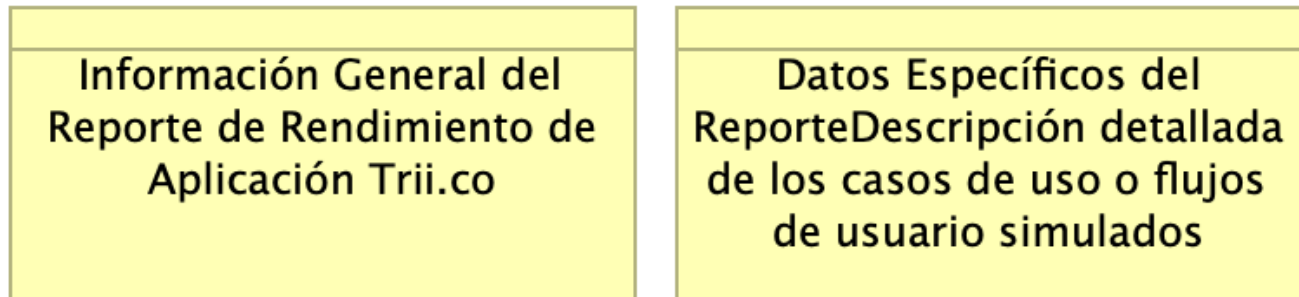 Información General del
Reporte de Rendimiento de
Aplicación Trii.co
Datos Específicos del
ReporteDescripción detallada
de los casos de uso o flujos
de usuario simulados